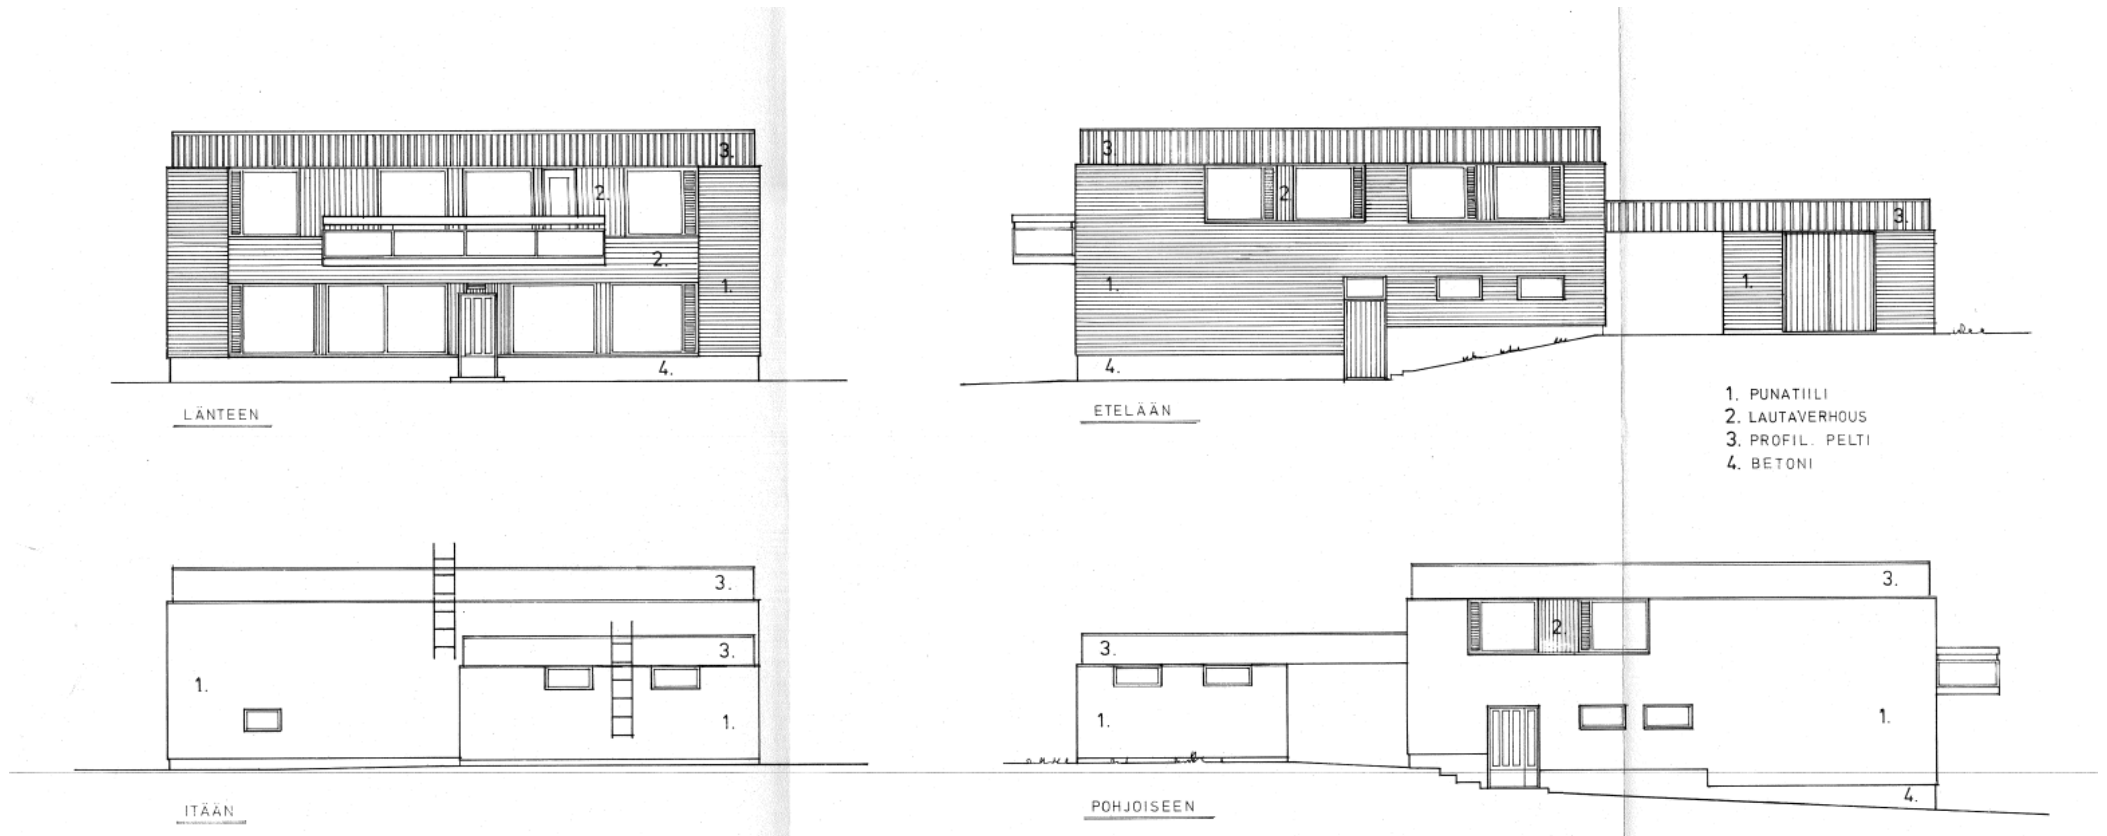 3.
2.
2.
1.
4.
LÄNTEEN
3.
2.
3.
1.
1.
4.
ETELÄÄN
1. PUNATIILI
2. LAUTAVERHOUS
3. PROFIL. PELTI
4. BETONI
3.
3.
1.
1.
ITÄÄN
3.
2.
3.
1.
1.
4.
POHJOISEEN